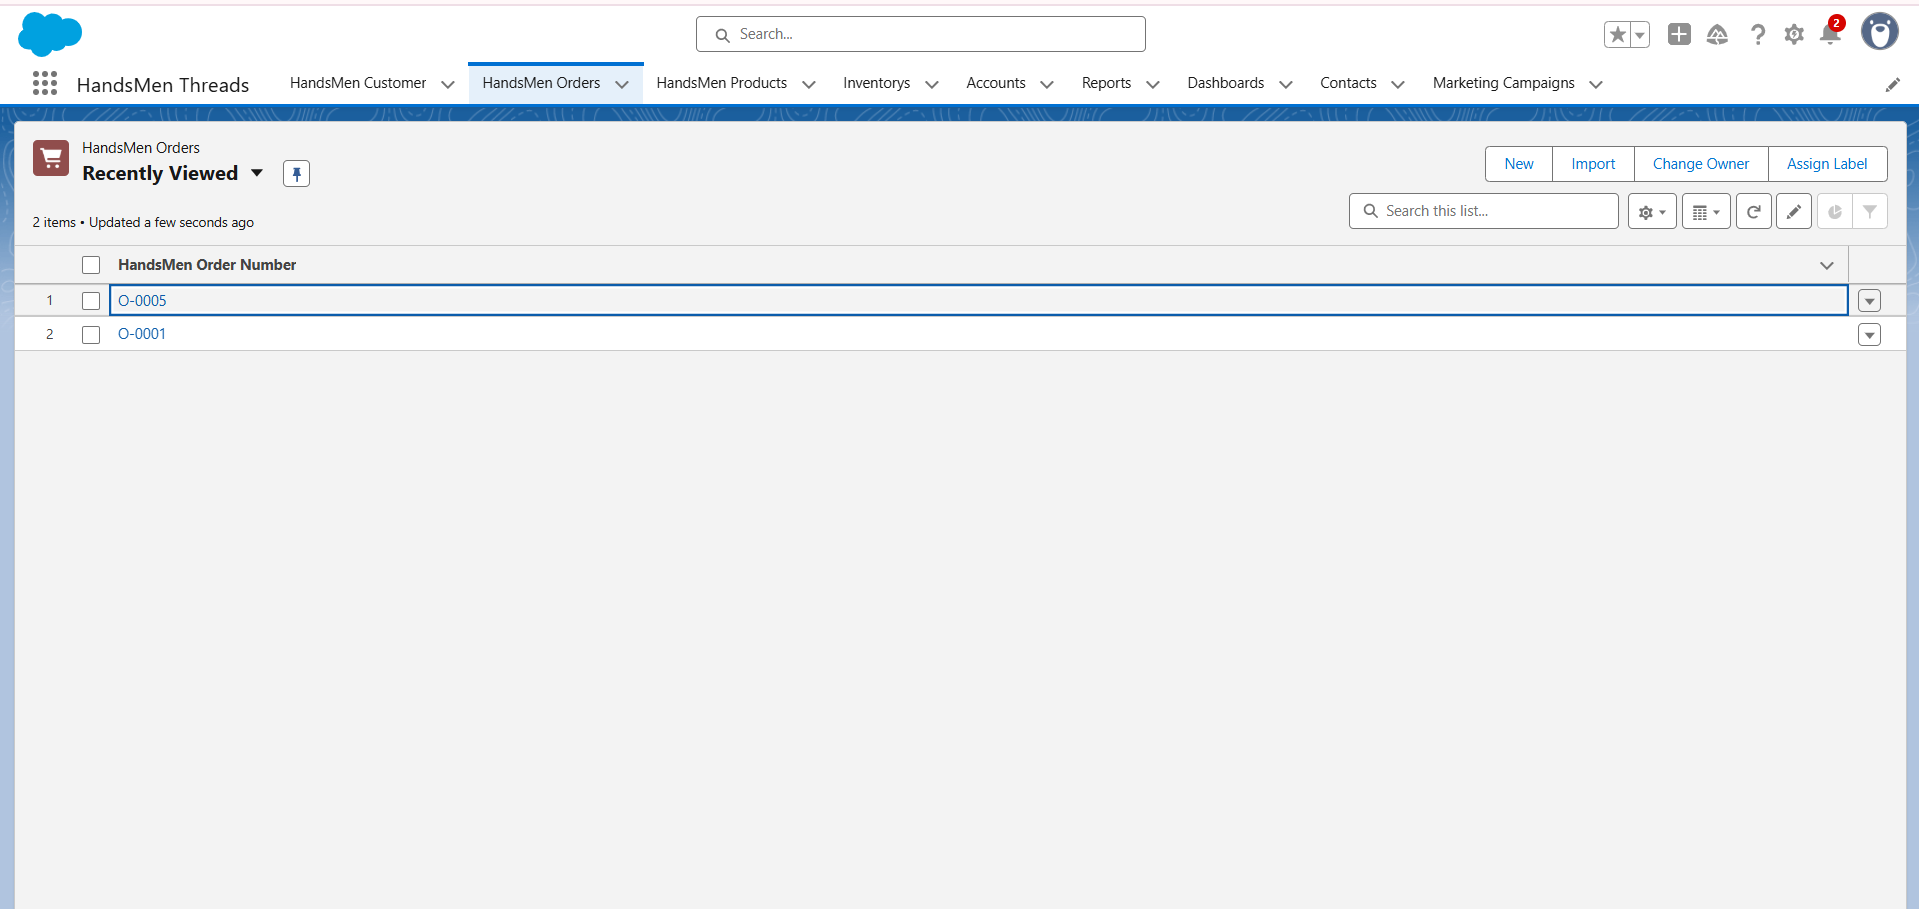 Search...
2
HandsMen Threads
HandsMen Customer
HandsMen Orders
HandsMen Products
Inventorys
Accounts
Reports
Dashboards
Contacts
Marketing Campaigns
HandsMen Orders
Recently Viewed
New
Import
Change Owner
Assign Label
2 items • Updated a few seconds ago
Search this list...
HandsMen Order Number
1 O-0005
2 O-0001